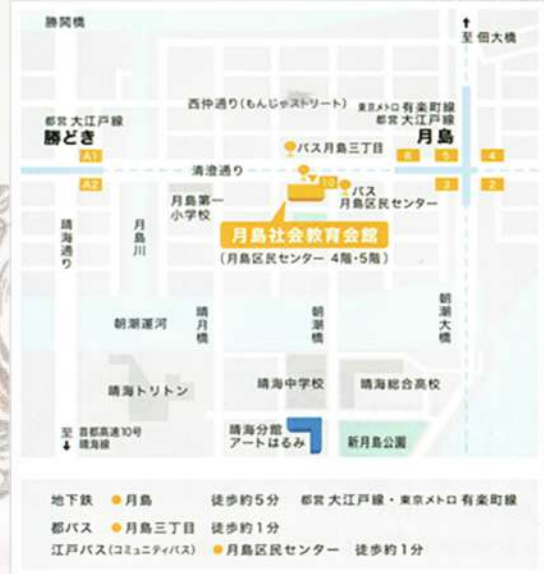 勝鬨橋
至 佃大橋
西仲通り(もんじゃストリート)
東京メトロ 有楽町線
都営 大江戸線
月島
都営 大江戸線
勝どき
バス月島三丁目
A1
8
5
4
清澄通り
10
A2
3
2
バス
月島区民センター
月島第一
小学校
月島社会教育会館
(月島区民センター 4階・5階)
晴海通り
月島川
朝潮運河
晴月橋
朝潮橋
朝潮大橋
晴海トリトン
晴海中学校
晴海総合高校
至 首都高速10号
晴海線
晴海分館
アートはるみ
新月島公園
地下鉄 ●月島 徒歩約5分 都営 大江戸線・東京メトロ 有楽町線
都バス ●月島三丁目 徒歩約1分
江戸バス(コミュニティバス) ●月島区民センター 徒歩約1分